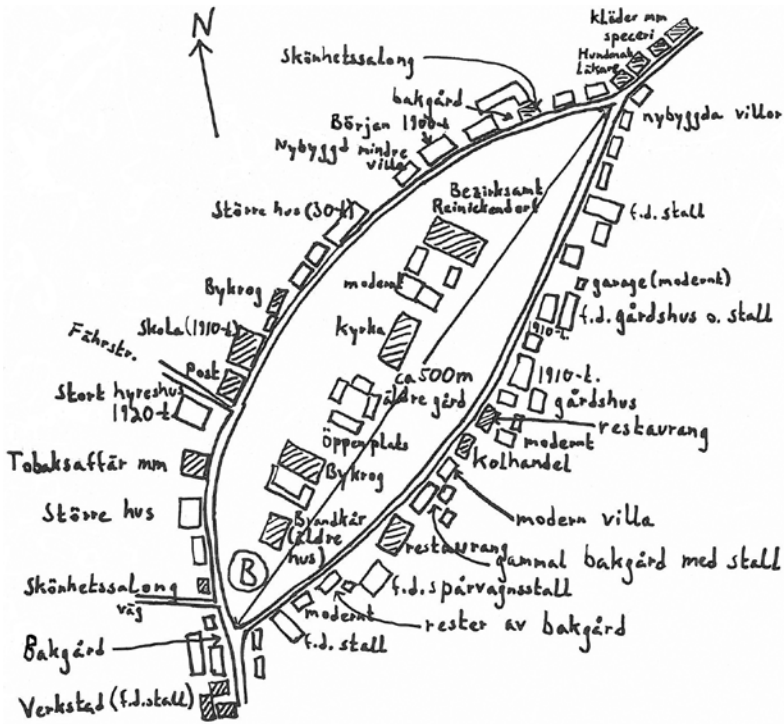 N
kläder mm
speceri
Hundmat
Läkare
Skönhetssalong
bakgård
Början 1900-t
Nybyggd mindre
villa
nybyggda villor
Bezirksamt
Reinickendorf
Större hus (30-t)
f.d. stall
modernt
garage (modernt)
Bykrog
f.d. gårdshus o. stall
Skola (1910-t)
Kyrka
1910-t.
Fährstr.
Post
ca 500m
1910-t.
Stort hyreshus
1920-t
äldre gård
gårdshus
restaurang
Öppen plats
modernt
Kolhandel
Tobaksaffär mm
Bykrog
modern villa
Större hus
Brandkår
(äldre
hus)
restaurang
gammal bakgård med stall
B
Skönhetssalong
f.d. spårvagnsstall
väg
modernt
rester av bakgård
Bakgård
f.d. stall
Verkstad (f.d. stall)